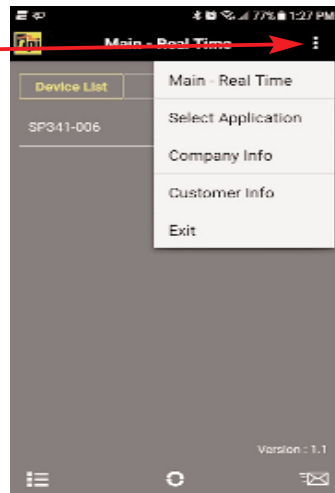 77% 1:27 PM
tpi Main - Real Time
Device List
SP341-006
Main - Real Time
Select Application
Company Info
Customer Info
Exit
Version : 1.1